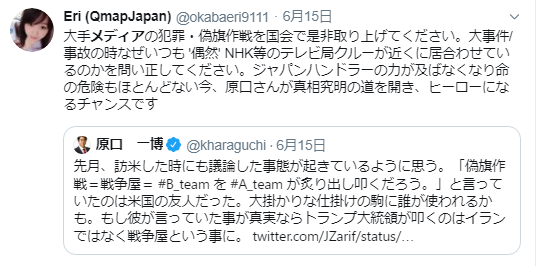 Eri (QmapJapan) @okabaeri9111 · 6月15日
大手メディアの犯罪・偽旗作戦を国会で是非取り上げてください。大事件/
事故の時なぜいつも '偶然' NHK等のテレビ局クルーが近くに居合わせてい
るのかを問い正してください。ジャパンハンドラーの力が及ばなくなり命
の危険もほとんどない今、原口さんが真相究明の道を開き、ヒーローにな
るチャンスです
原口 一博 @kharaguchi · 6月15日
先月、訪米した時にも議論した事態が起きているように思う。「偽旗作
戦＝戦争屋＝ #B_team を #A_team が炙り出し叩くだろう。」と言って
いたのは米国の友人だった。大掛かりな仕掛けの駒に誰が使われるか
も。もし彼が言っていた事が真実ならトランプ大統領が叩くのはイラン
ではなく戦争屋という事に。 twitter.com/JZarif/status/…